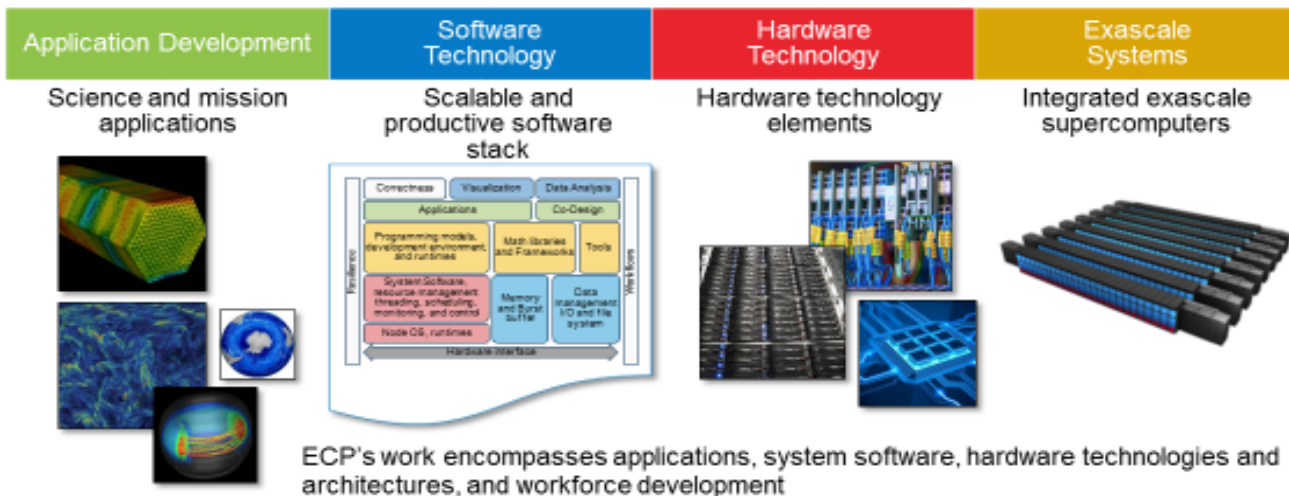 Application Development
Software
Technology
Hardware
Technology
Exascale
Systems
Science and mission
applications
Scalable and
productive software
stack
Hardware technology
elements
Integrated exascale
supercomputers
Correctness
Visualization
Data Analysis
Applications
Co-Design
Programming models,
development environment,
and runtimes
Math libraries
and Frameworks
Tools
System Software,
resource management
threading, scheduling,
monitoring, and control
Memory
and Burst
buffer
Data
management
I/O and file
system
Node OS, runtimes
Resilience
Workflows
Hardware interface
ECP's work encompasses applications, system software, hardware technologies and
architectures, and workforce development